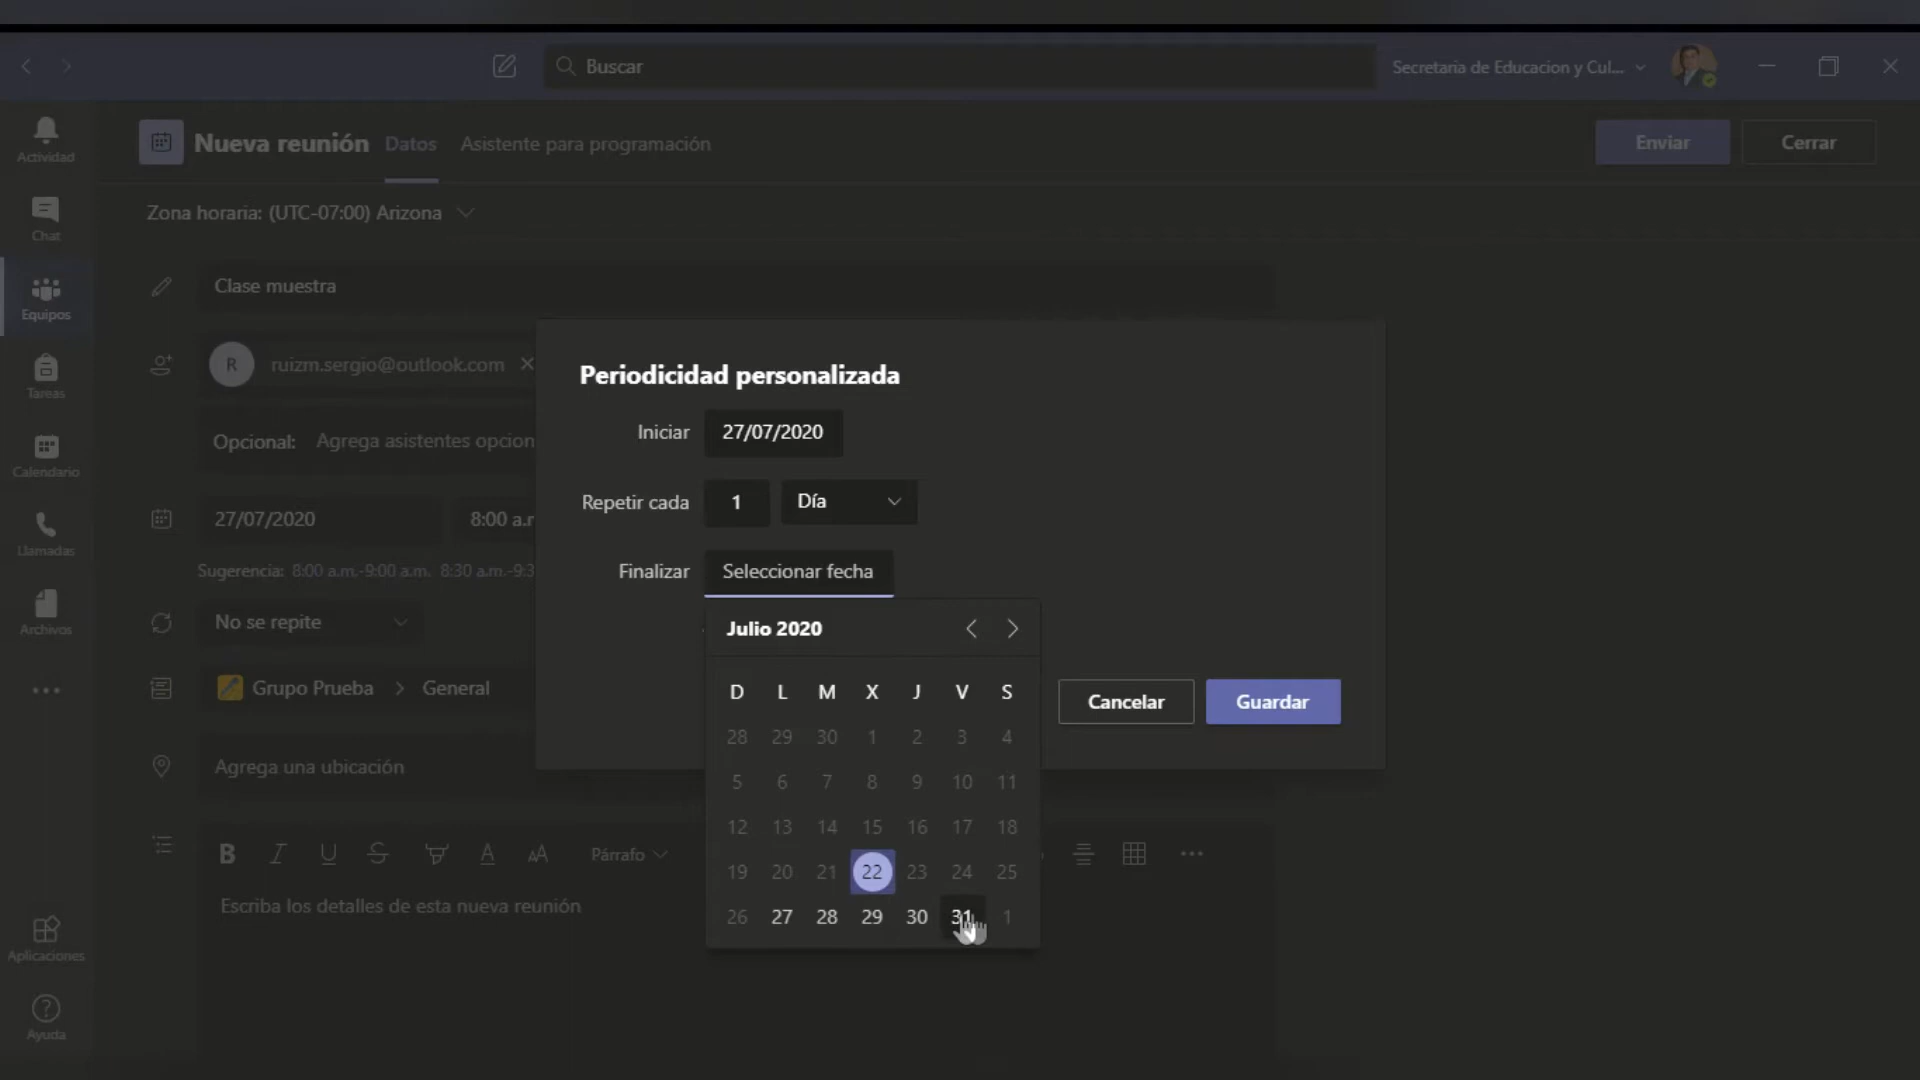 Buscar
Secretaria de Educacion y Cul...
Actividad
Chat
Equipos
Tareas
Calendario
Llamadas
Archivos
Aplicaciones
Ayuda
Nueva reunión Datos Asistente para programación
Enviar Cerrar
Zona horaria: (UTC-07:00) Arizona
Clase muestra
R ruizm.sergio@outlook.com
Opcional: Agrega asistentes opcion
27/07/2020 8:00 a.r
Sugerencia: 8:00 a.m.-9:00 a.m. 8:30 a.m.-9:3
No se repite
Grupo Prueba > General
Agrega una ubicación
B I U S A AA Párrafo
Escriba los detalles de esta nueva reunión
Periodicidad personalizada
Iniciar 27/07/2020
Repetir cada 1 Día
Finalizar Seleccionar fecha
Julio 2020
D L M X J V S
28 29 30 1 2 3 4
5 6 7 8 9 10 11
12 13 14 15 16 17 18
19 20 21 22 23 24 25
26 27 28 29 30 31 1
Cancelar Guardar